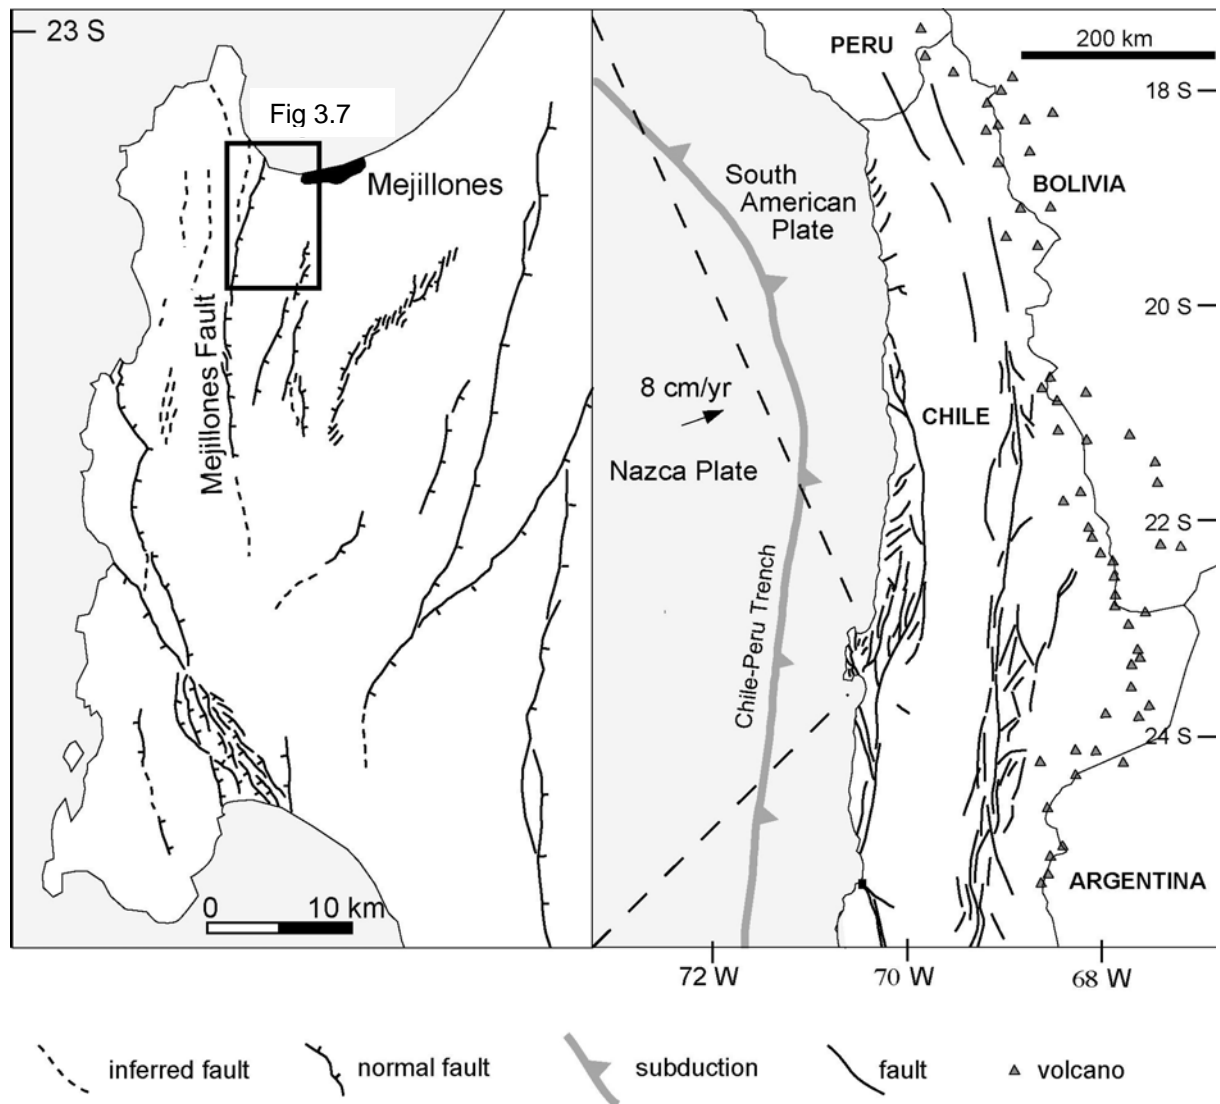 23 S
Fig 3.7
Mejillones
Mejillones Fault
0 10 km
PERU
200 km
18 S
South
American
Plate
BOLIVIA
20 S
8 cm/yr
CHILE
Nazca Plate
22 S
Chile-Peru Trench
24 S
ARGENTINA
72 W 70 W 68 W
inferred fault normal fault subduction fault volcano